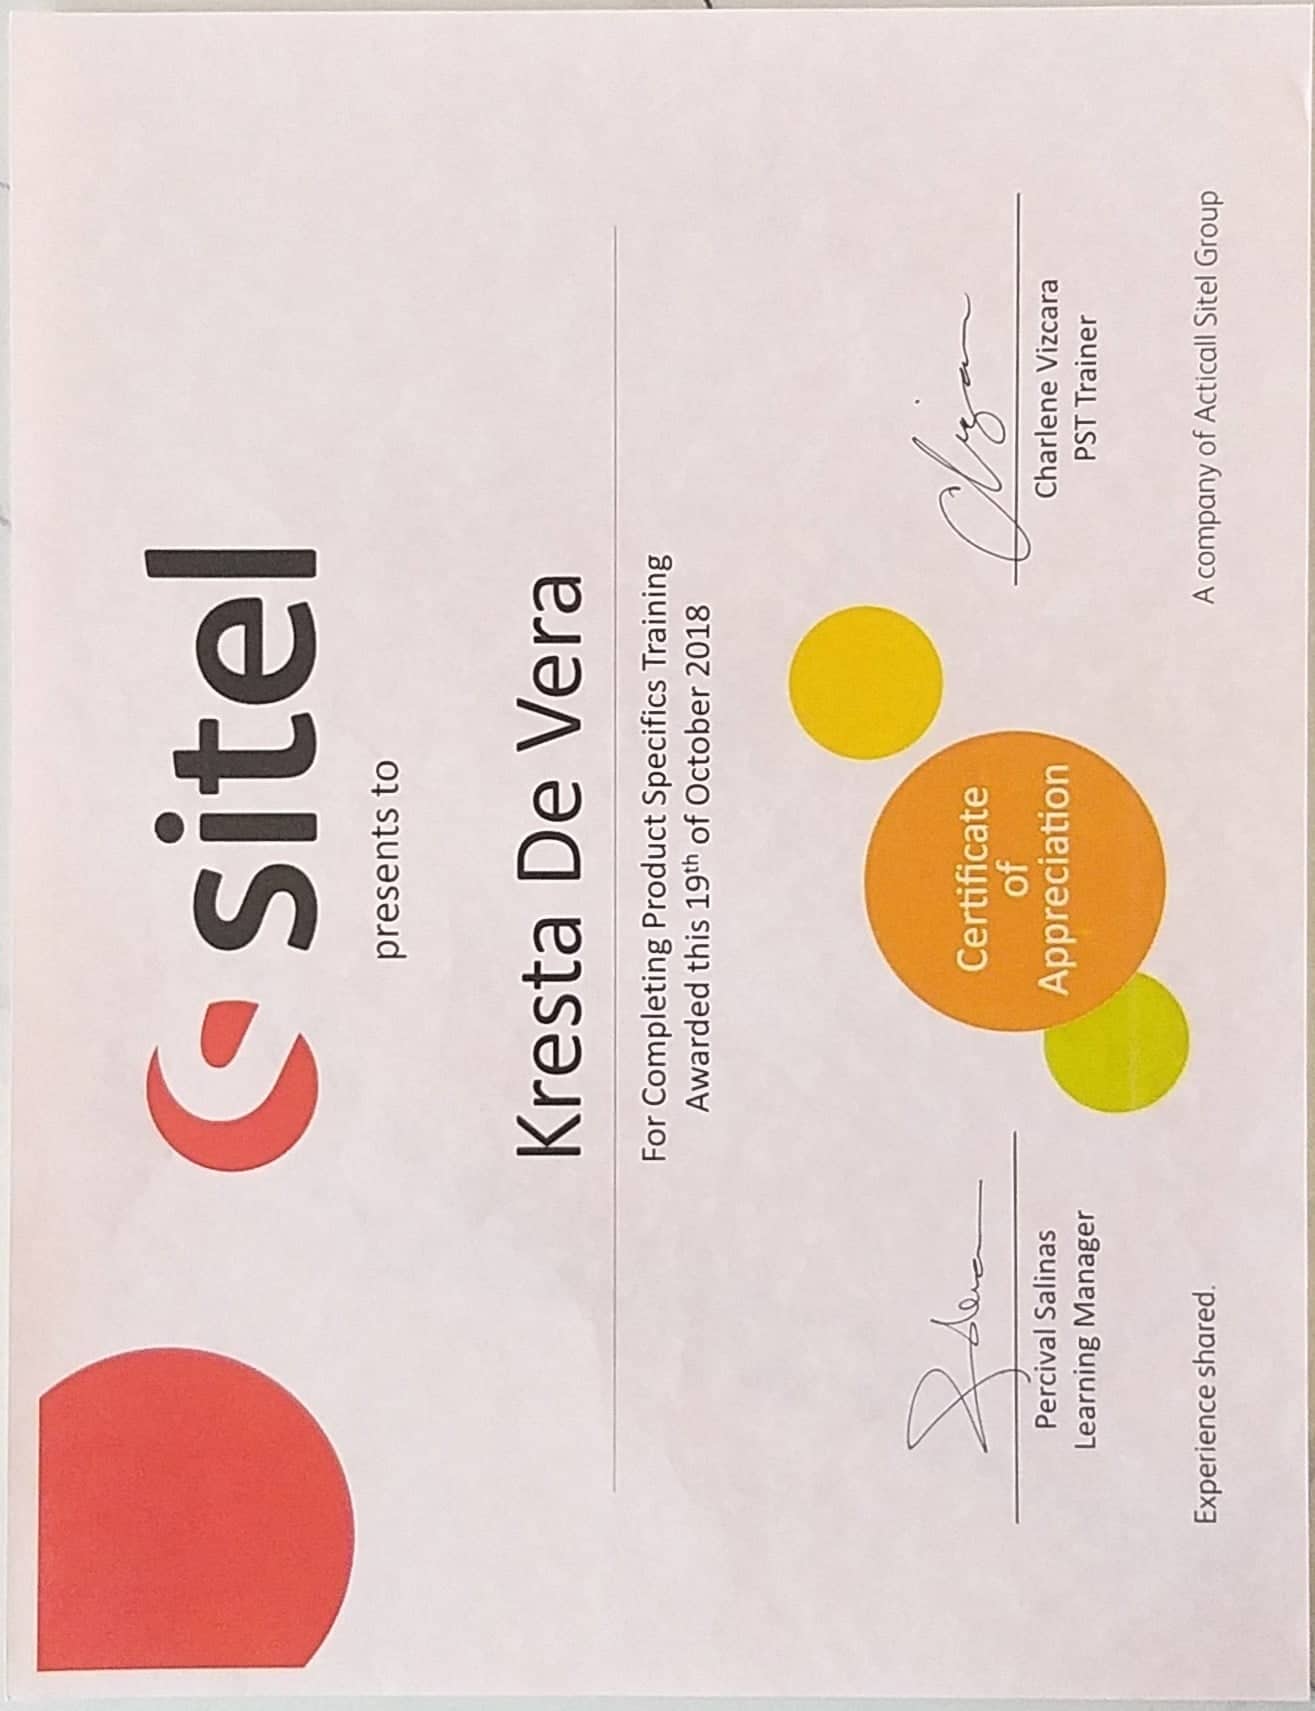 sitel
presents to
Kresta De Vera
For Completing Product Specifics Training
Awarded this 19th of October 2018
Certificate
of
Appreciation
Percival Salinas
Learning Manager
Charlene Vizcara
PST Trainer
Experience shared.
A company of Acticall Sitel Group